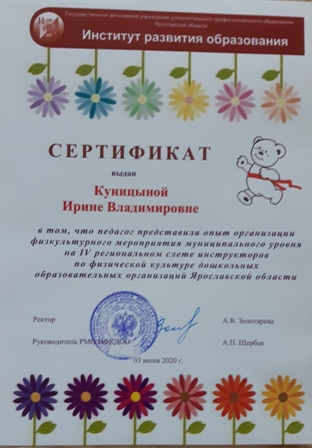 Государственное автономное учреждение дополнительного профессионального образования
Ярославской области
Институт развития образования
СЕРТИФИКАТ
выдан
Куницыной
Ирине Владимировне
в том, что педагог представила опыт организации
физкультурного мероприятия муниципального уровня
на IV региональном слете инструкторов
по физической культуре дошкольных
образовательных организаций Ярославской области
Ректор
А.В. Золотарева
Руководитель
А.П. Щербак
03 июня 2020 г.